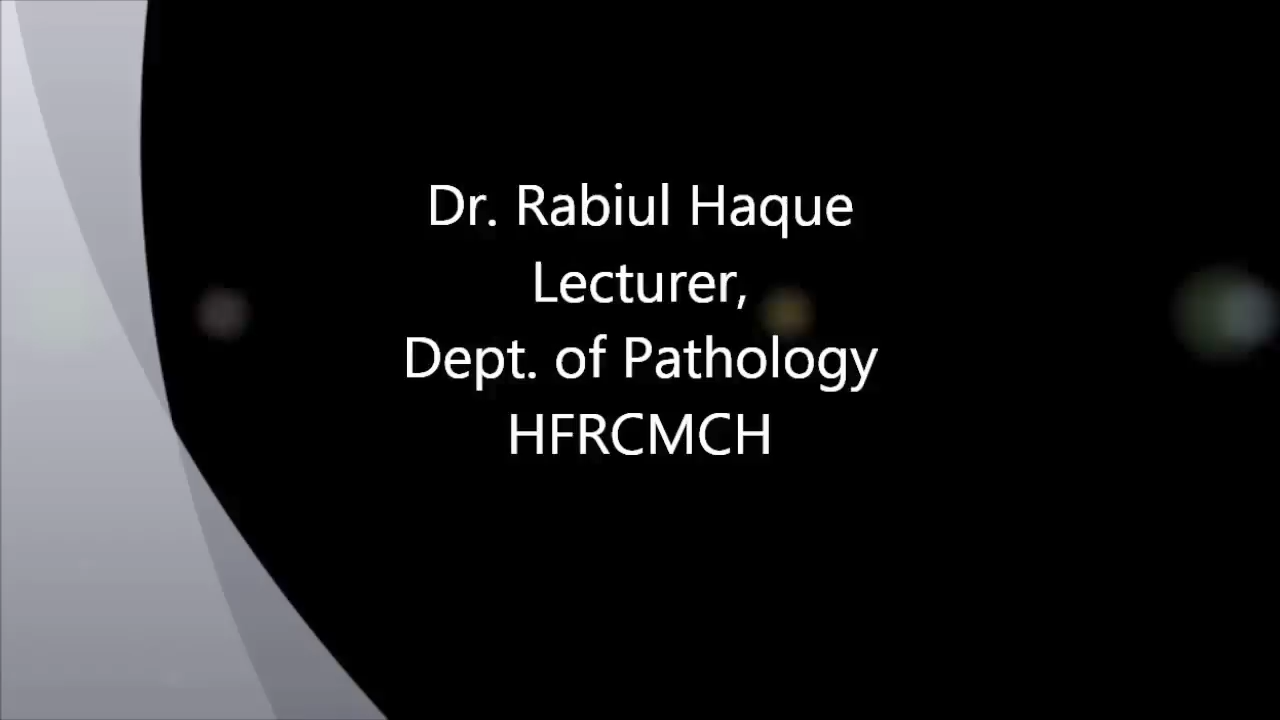 Dr. Rabiul Haque
Lecturer,
Dept. of Pathology
HFRCMCH